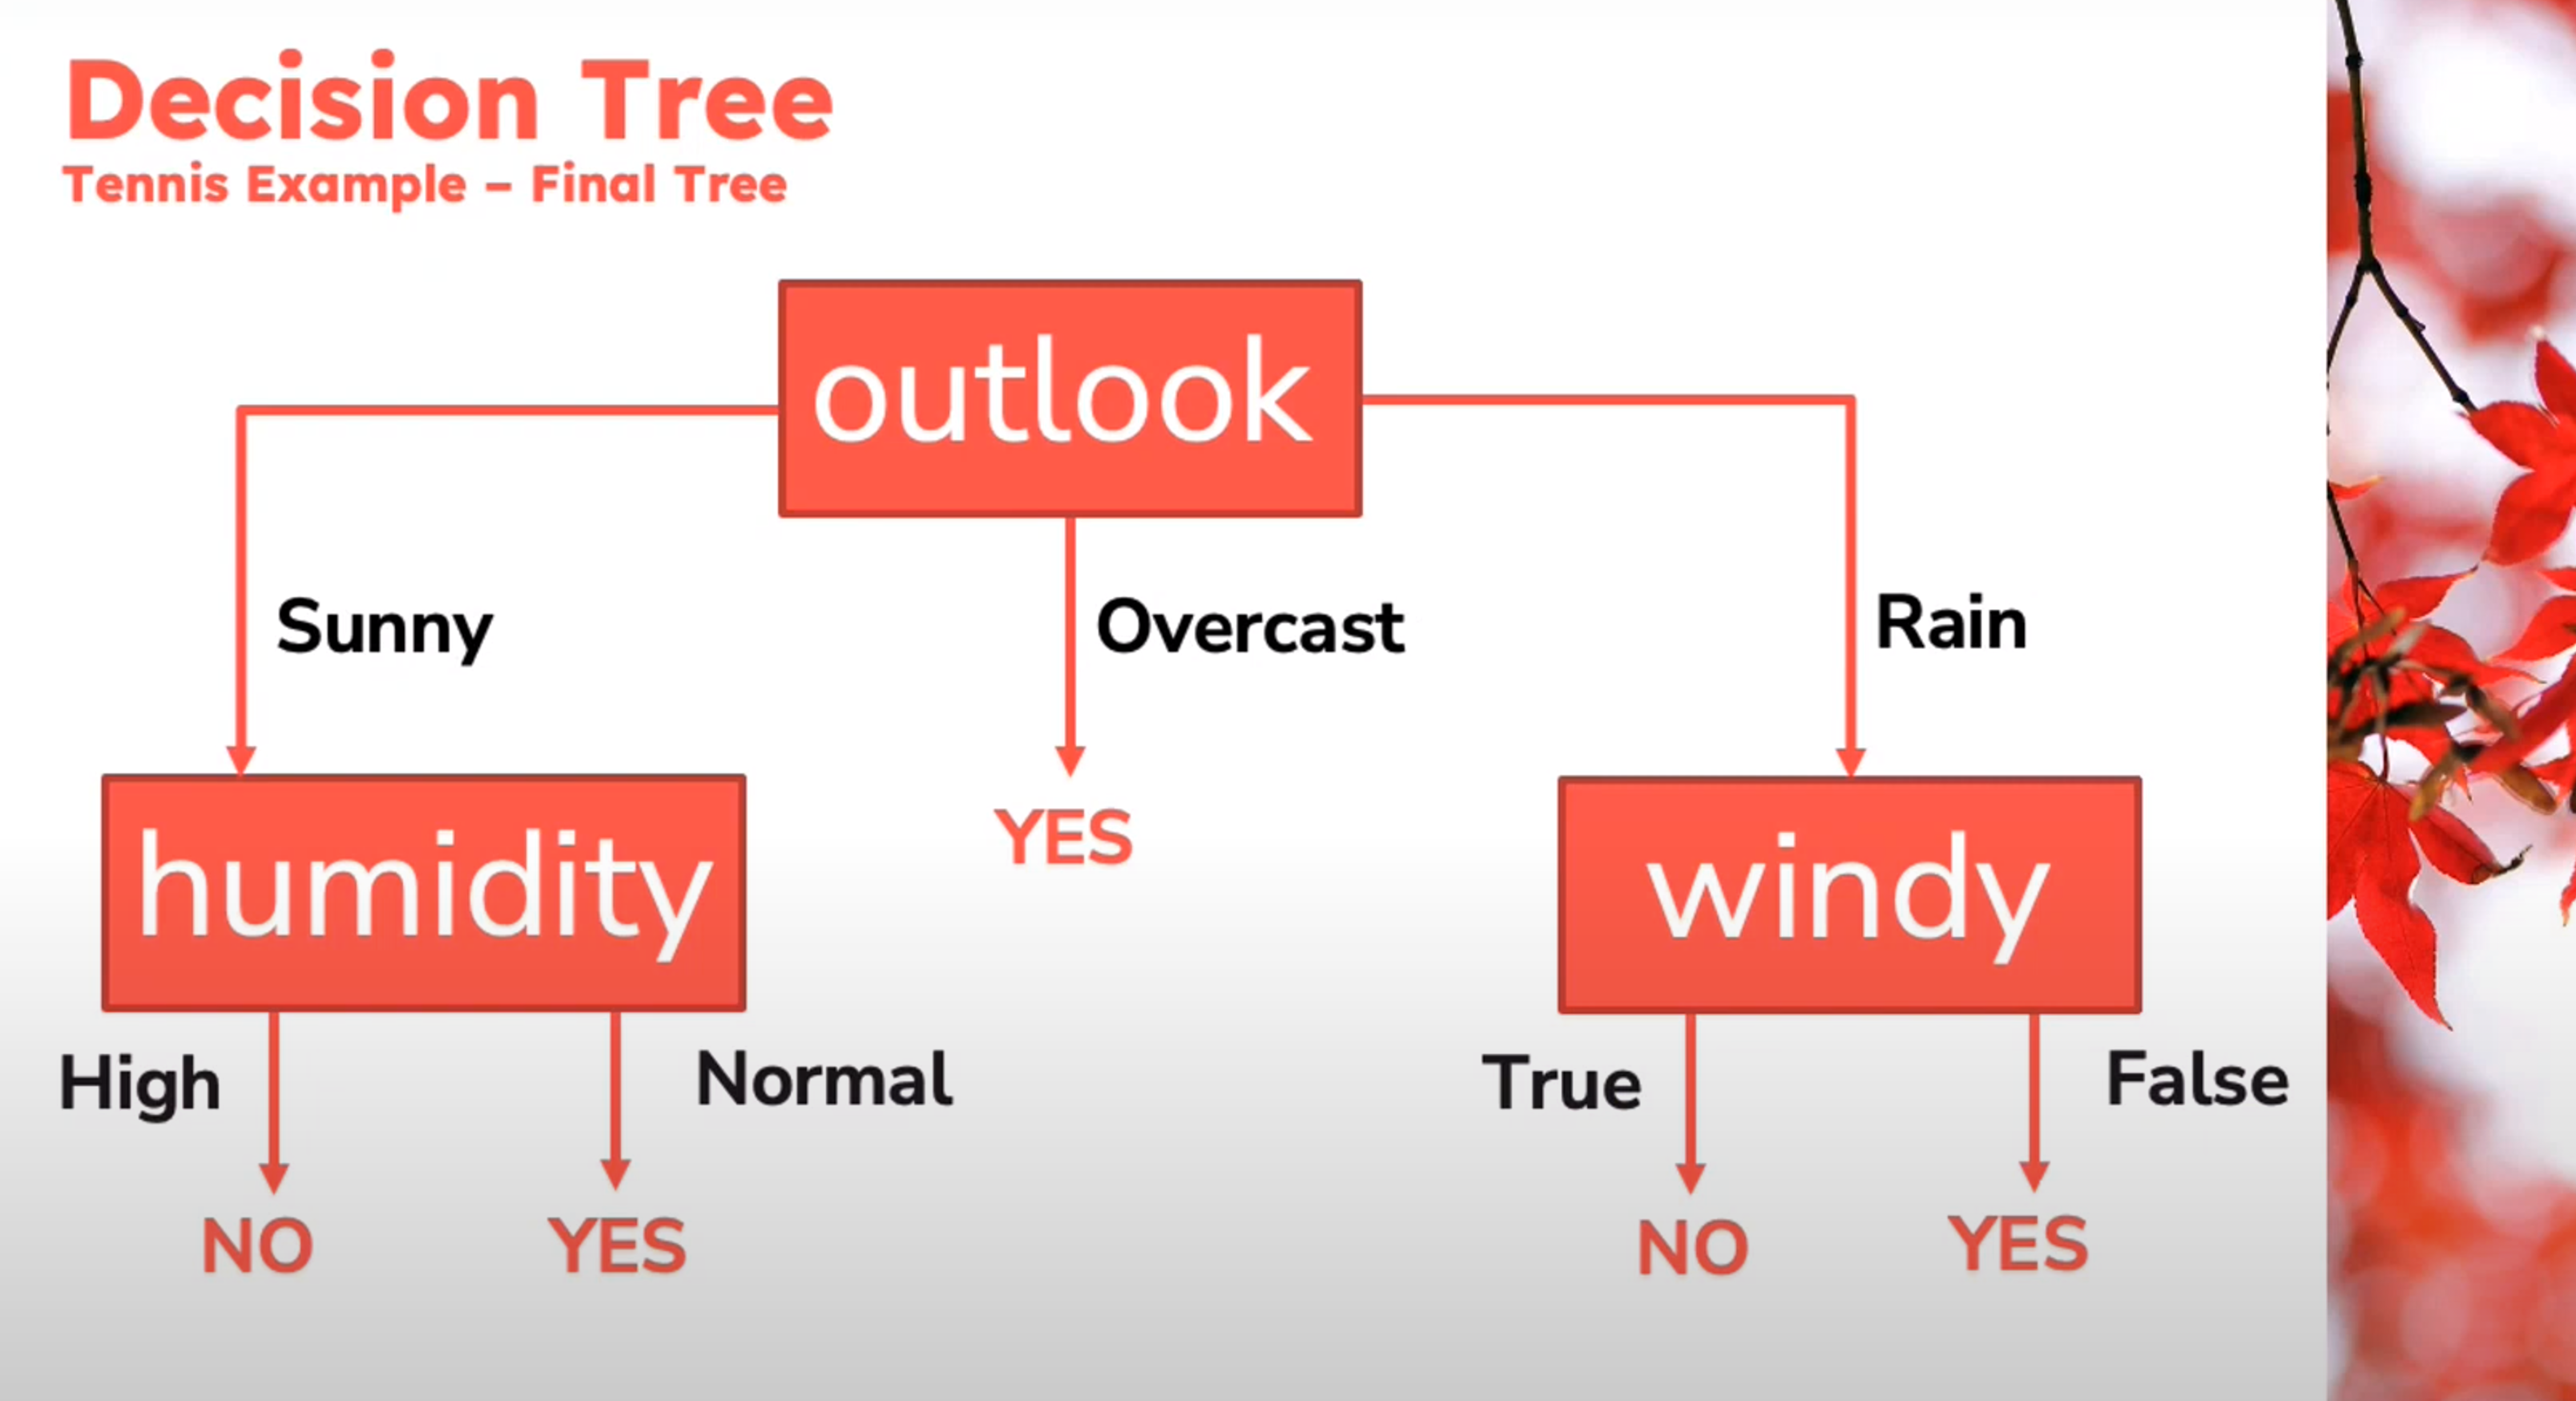 Decision Tree
Tennis Example – Final Tree
outlook
Sunny
Overcast
Rain
humidity
YES
windy
High
Normal
True
False
NO
YES
NO
YES